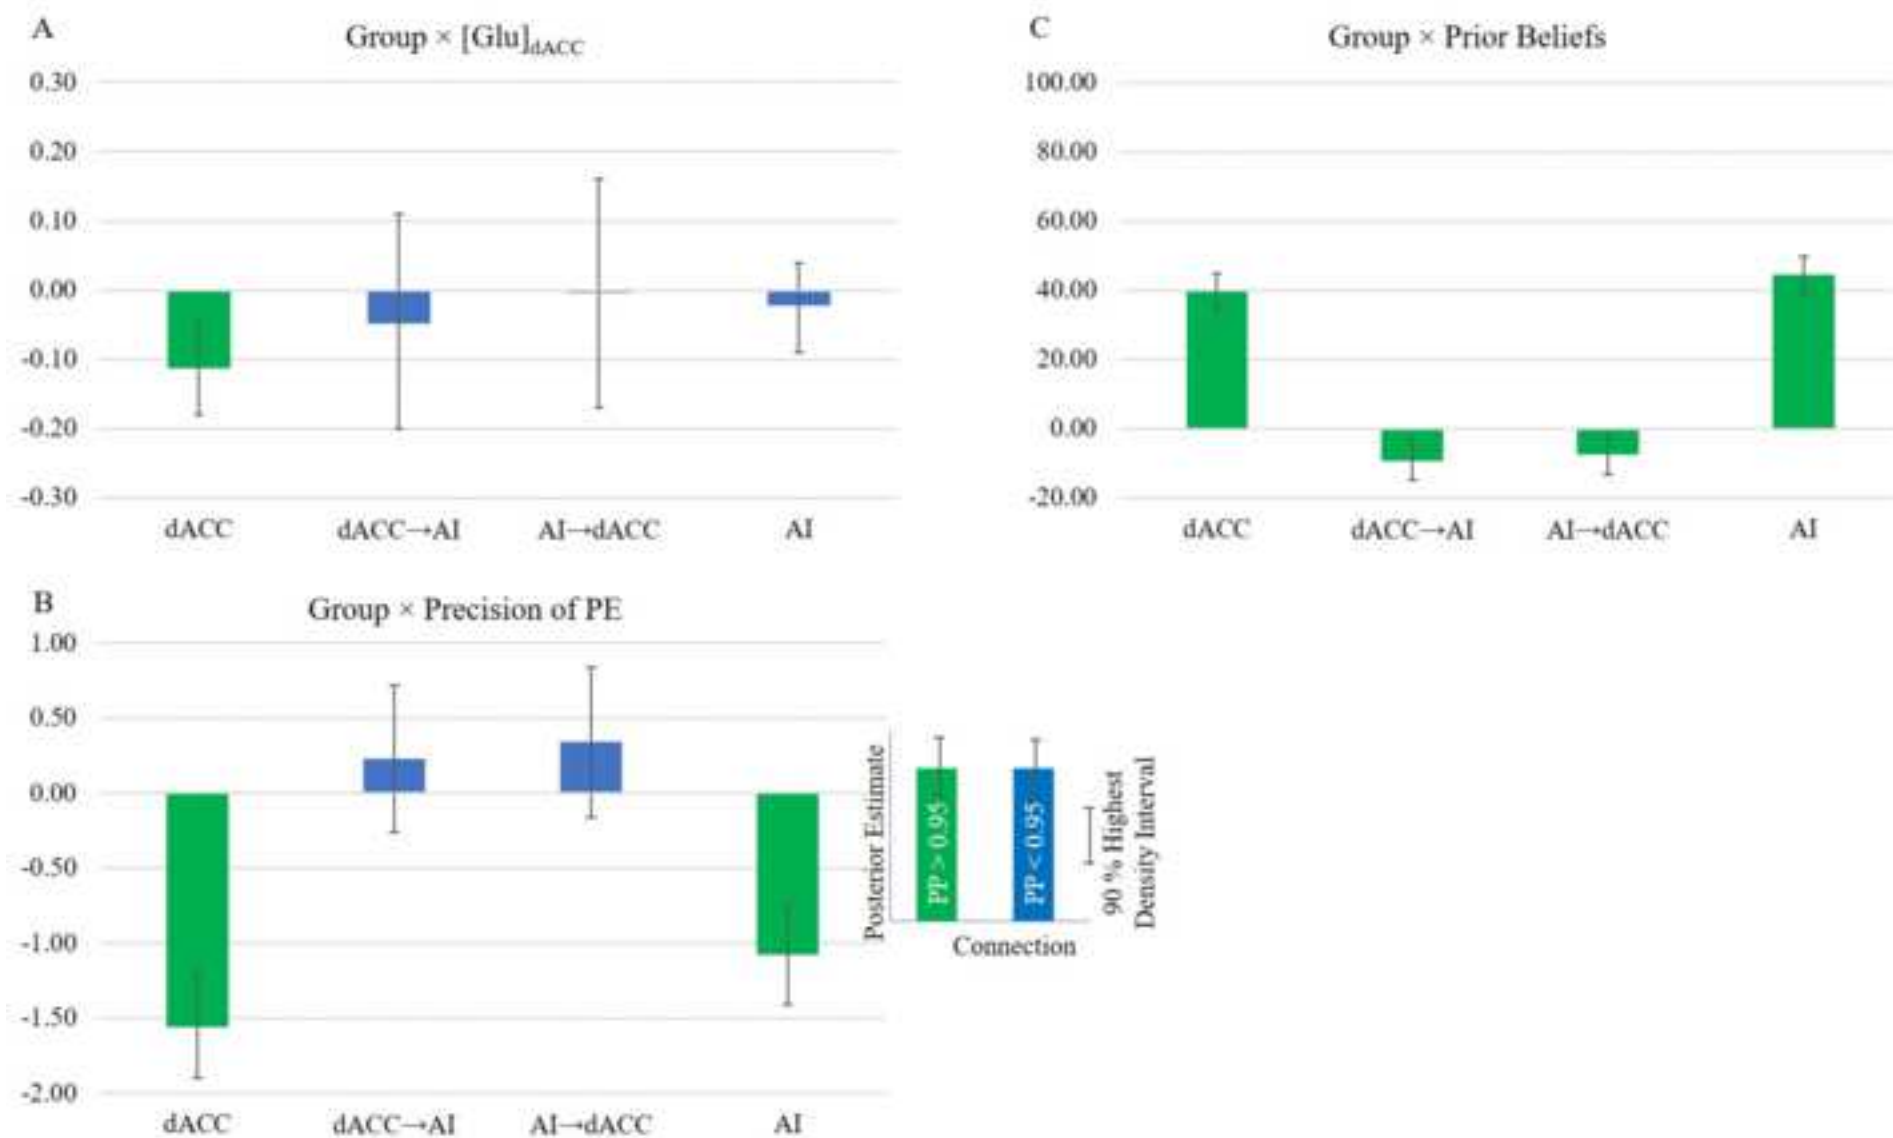 A
Group × [Glu]dACC
0.30
0.20
0.10
0.00
-0.10
-0.20
-0.30
dACC dACC→AI AI→dACC AI
B
Group × Precision of PE
1.00
0.50
0.00
-0.50
-1.00
-1.50
-2.00
dACC dACC→AI AI→dACC AI
C
Group × Prior Beliefs
100.00
80.00
60.00
40.00
20.00
0.00
-20.00
dACC dACC→AI AI→dACC AI
Posterior Estimate
PP > 0.95
PP < 0.95
90 % Highest
Density Interval
Connection